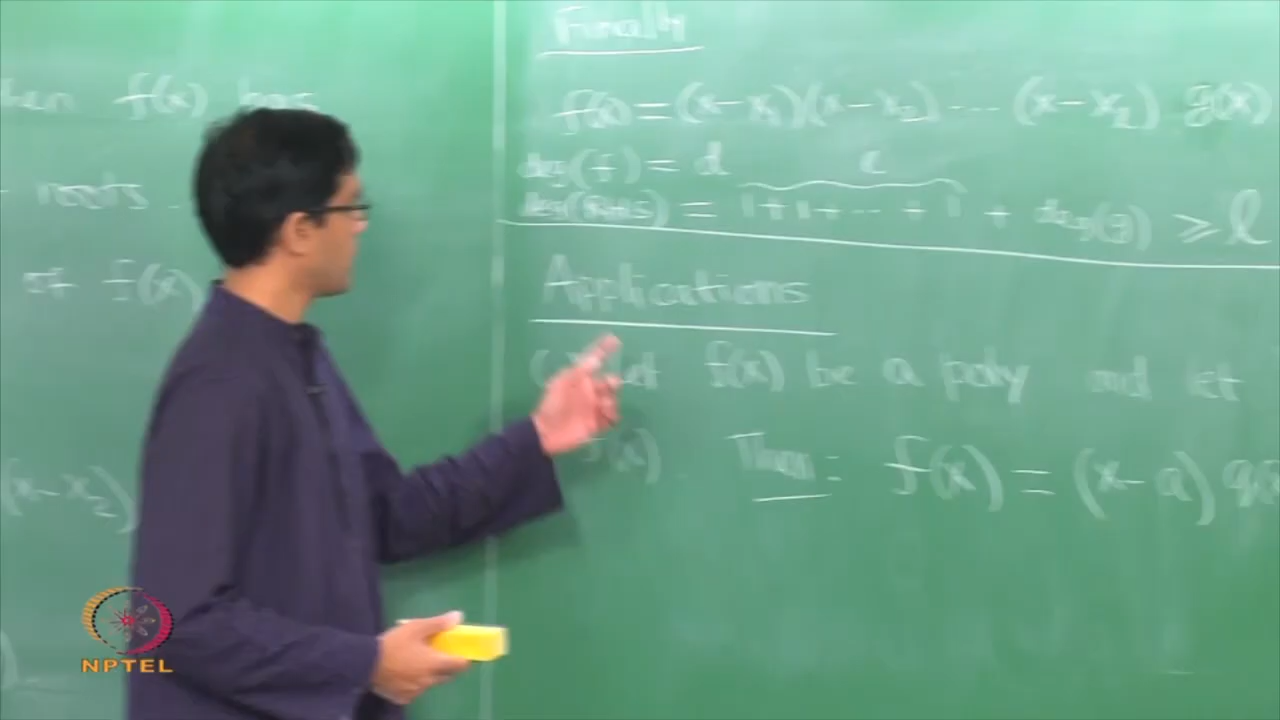 then f(x) has
roots.
of f(x)
(x-x₂)
Finally
f(x) = (x-x₁)(x-x₂) ... (x-x_l) g(x)
deg(f) = d
l
deg(RHS) = 1+1+...+1 + deg(g) ≥ l
Applications
let f(x) be a poly and let
f(x). Then: f(x) = (x-a) g(x
NPTEL